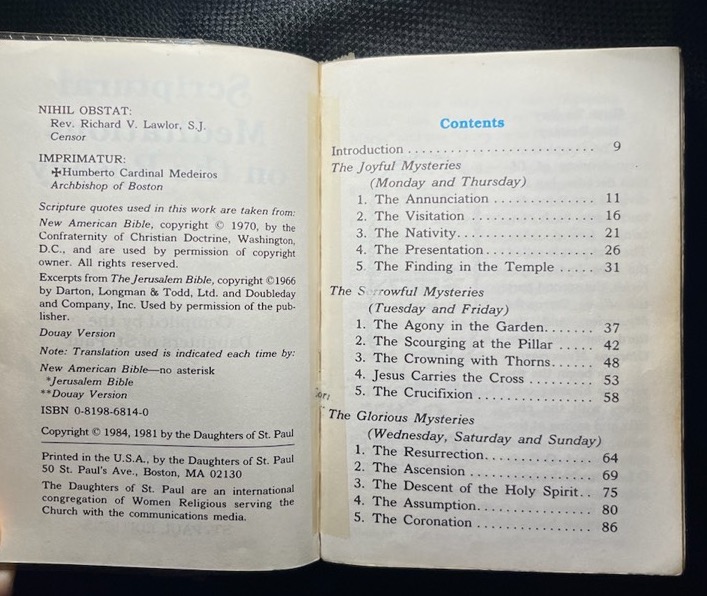 NIHIL OBSTAT:
Rev. Richard V. Lawlor, S.J.
Censor
IMPRIMATUR:
✠Humberto Cardinal Medeiros
Archbishop of Boston
Scripture quotes used in this work are taken from:
New American Bible, copyright © 1970, by the
Confraternity of Christian Doctrine, Washington,
D.C., and are used by permission of copyright
owner. All rights reserved.
Excerpts from The Jerusalem Bible, copyright ©1966
by Darton, Longman & Todd, Ltd. and Doubleday
and Company, Inc. Used by permission of the pub-
lisher.
Douay Version
Note: Translation used is indicated each time by:
New American Bible—no asterisk
*Jerusalem Bible
**Douay Version
ISBN 0-8198-6814-0
Copyright © 1984, 1981 by the Daughters of St. Paul
Printed in the U.S.A., by the Daughters of St. Paul
50 St. Paul's Ave., Boston, MA 02130
The Daughters of St. Paul are an international
congregation of Women Religious serving the
Church with the communications media.
Contents
Introduction .......................... 9
The Joyful Mysteries
(Monday and Thursday)
1. The Annunciation .............. 11
2. The Visitation ................. 16
3. The Nativity................... 21
4. The Presentation............... 26
5. The Finding in the Temple ..... 31
The Sorrowful Mysteries
(Tuesday and Friday)
1. The Agony in the Garden....... 37
2. The Scourging at the Pillar ..... 42
3. The Crowning with Thorns...... 48
4. Jesus Carries the Cross ......... 53
5. The Crucifixion ................ 58
The Glorious Mysteries
(Wednesday, Saturday and Sunday)
1. The Resurrection............... 64
2. The Ascension ................. 69
3. The Descent of the Holy Spirit.. 75
4. The Assumption................ 80
5. The Coronation ................ 86